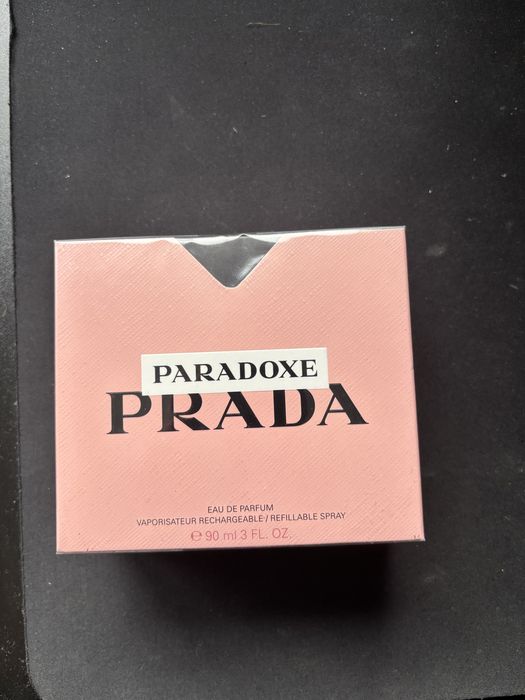 PARADOXE
PRADA
EAU DE PARFUM
VAPORISATEUR RECHARGEABLE / REFILLABLE SPRAY
℮ 90 ml 3 FL. OZ.